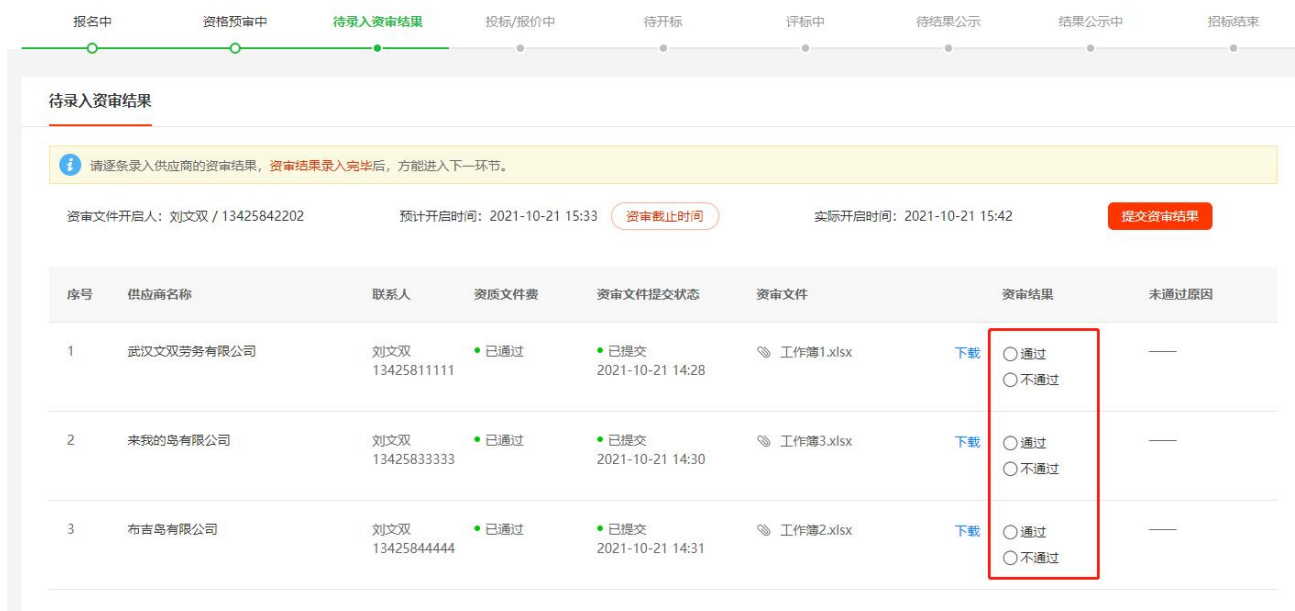 报名中 资格预审中 待录入资审结果 投标/报价中 待开标 评标中 待结果公示 结果公示中 招标结束
待录入资审结果
请逐条录入供应商的资审结果，资审结果录入完毕后，方能进入下一环节。
资审文件开启人：刘文双 / 13425842202 预计开启时间：2021-10-21 15:33 资审截止时间 实际开启时间：2021-10-21 15:42 提交资审结果
序号 供应商名称 联系人 资质文件费 资审文件提交状态 资审文件 资审结果 未通过原因
1 武汉文双劳务有限公司 刘文双 已通过 已提交 工作簿1.xlsx 下载 通过 ——
13425811111 2021-10-21 14:28 不通过
2 来我的岛有限公司 刘文双 已通过 已提交 工作簿3.xlsx 下载 通过 ——
13425833333 2021-10-21 14:30 不通过
3 布吉岛有限公司 刘文双 已通过 已提交 工作簿2.xlsx 下载 通过 ——
13425844444 2021-10-21 14:31 不通过